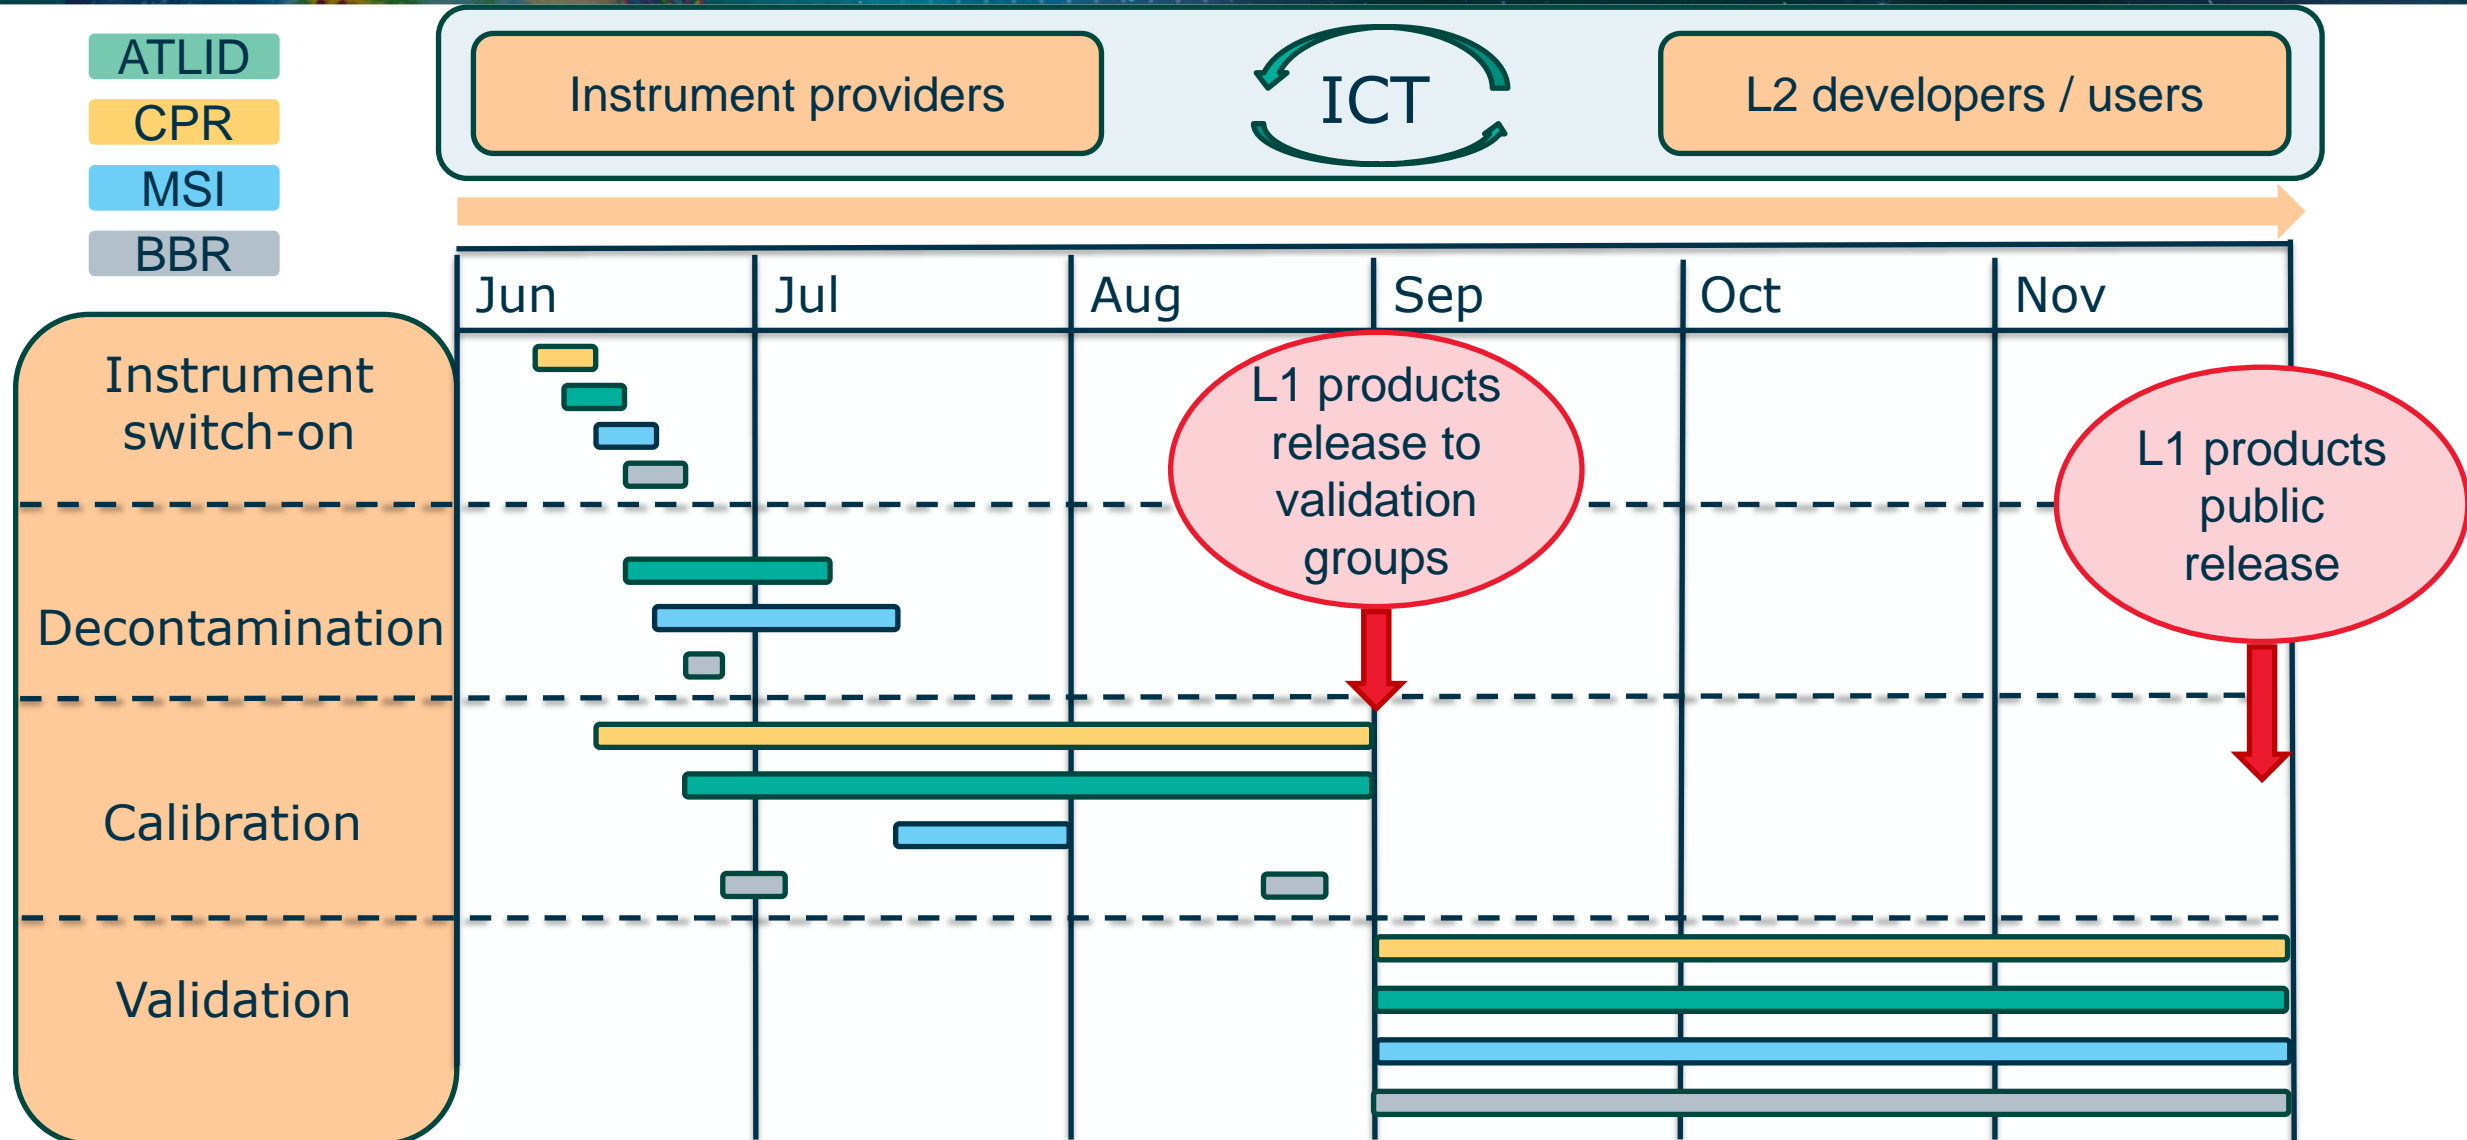 ATLID
CPR
MSI
BBR
Instrument providers
ICT
L2 developers / users
Jun
Jul
Aug
Sep
Oct
Nov
Instrument
switch-on
Decontamination
Calibration
Validation
L1 products
release to
validation
groups
L1 products
public
release